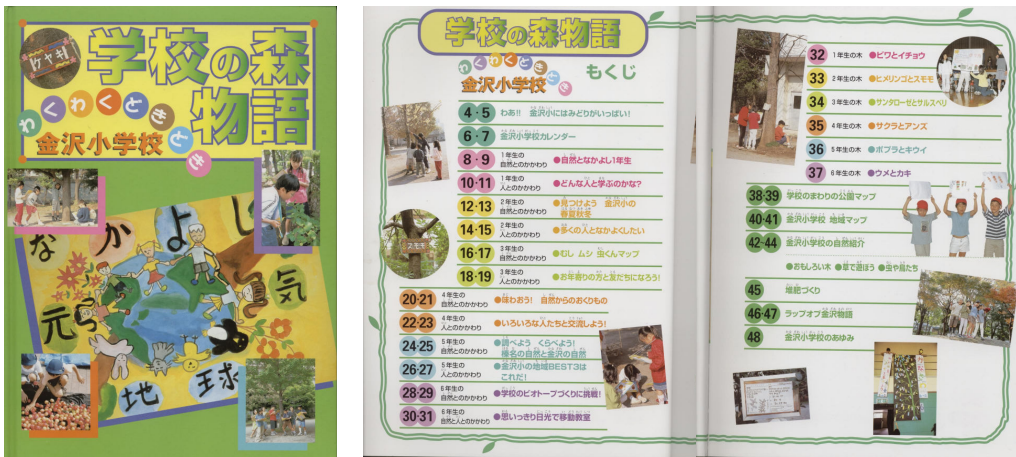 ケヤキ
学校の森
物語
わくわくどきどき
金沢小学校
なかよし
元気
地球
学校の森物語
わくわくどきどき
金沢小学校
もくじ
4・5 わあ!! 金沢小にはみどりがいっぱい!
6・7 金沢小学校カレンダー
8・9 1年生の自然とのかかわり ●自然となかよし1年生
10・11 1年生の人とのかかわり ●どんな人と学ぶのかな?
12・13 2年生の自然とのかかわり ●見つけよう 金沢小の
春夏秋冬
14・15 2年生の人とのかかわり ●多くの人となかよくしたい
16・17 3年生の自然とのかかわり ●むし ムシ 虫くんマップ
18・19 3年生の人とのかかわり ●お年寄りの方と友だちになろう!
20・21 4年生の自然とのかかわり ●味わおう! 自然からのおくりもの
22・23 4年生の人とのかかわり ●いろいろな人たちと交流しよう!
24・25 5年生の自然とのかかわり ●調べよう くらべよう!
榛名の自然と金沢の自然
26・27 5年生の人とのかかわり ●金沢小の地域BEST3は
これだ!
28・29 6年生の自然とのかかわり ●学校のビオトープづくりに挑戦!
30・31 6年生の自然と人とのかかわり ●思いっきり日光で移動教室
スモモ
32 1年生の木 ●ビワとイチョウ
33 2年生の木 ●ヒメリンゴとスモモ
34 3年生の木 ●サンタローゼとサルスベリ
35 4年生の木 ●サクラとアンズ
36 5年生の木 ●ポプラとキウイ
37 6年生の木 ●ウメとカキ
38・39 学校のまわりの公園マップ
40・41 金沢小学校 地域マップ
42-44 金沢小学校の自然紹介
●おもしろい木 ●草で遊ぼう ●虫や鳥たち
45 堆肥づくり
46・47 ラップオブ金沢物語
48 金沢小学校のあゆみ